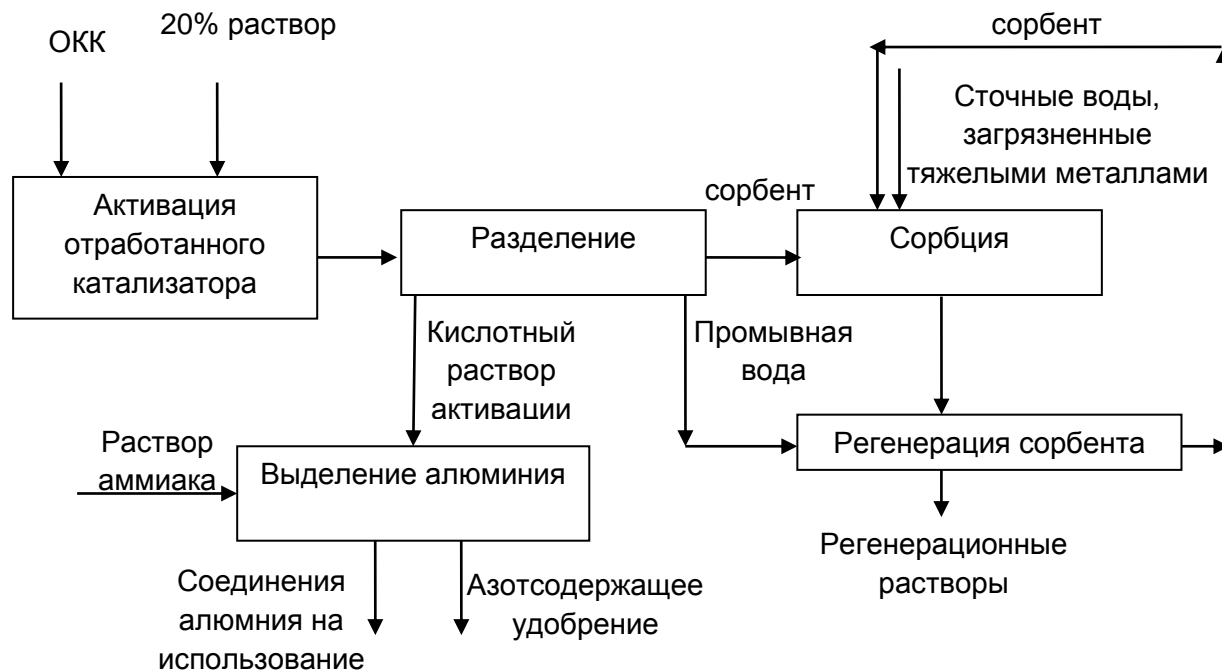 ОКК
20% раствор
сорбент
Сточные воды,
загрязненные
тяжелыми металлами
Активация
отработанного
катализатора
Разделение
сорбент
Сорбция
Кислотный
раствор
активации
Промывная
вода
Раствор
аммиака
Выделение алюминия
Регенерация сорбента
Соединения
алюмния на
использование
Азотсодержащее
удобрение
Регенерационные
растворы